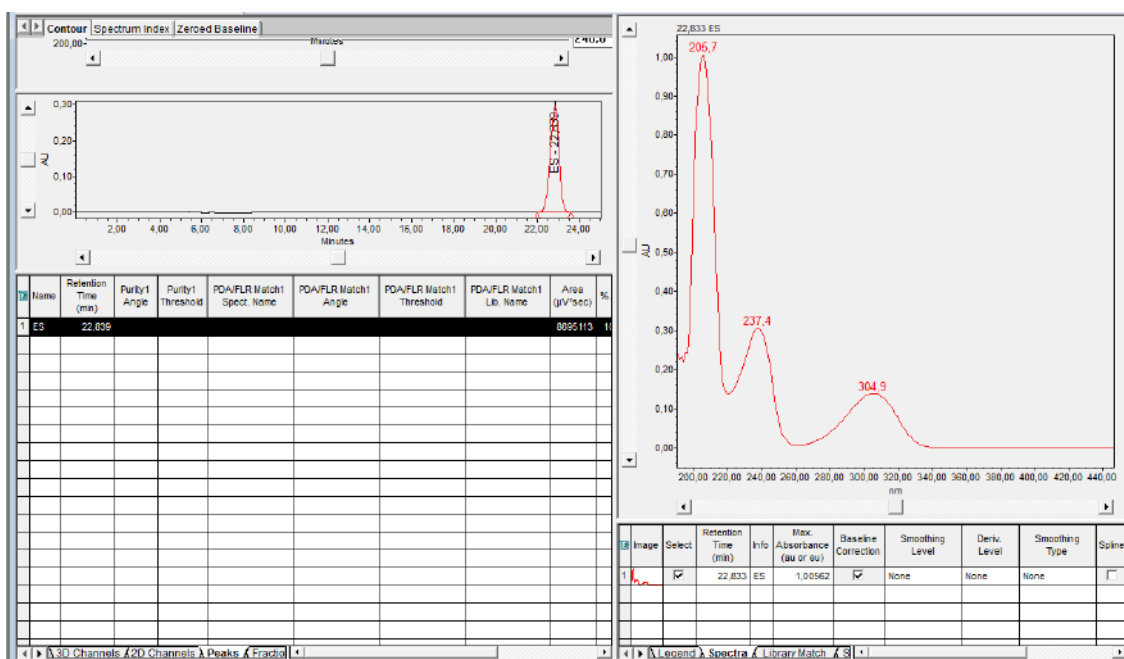 Contour Spectrum Index Zeroed Baseline
200,00
Minutes
0,30
0,20
0,10
0,00
AU
ES - 22,839
2,00 4,00 6,00 8,00 10,00 12,00 14,00 16,00 18,00 20,00 22,00 24,00
Minutes
Name Retention Time (min) Purity1 Angle Purity1 Threshold PDA/FLR Match1 Spect. Name PDA/FLR Match1 Angle PDA/FLR Match1 Threshold PDA/FLR Match1 Lib. Name Area (µV*sec) %
1 ES 22,839 8895113
3D Channels 2D Channels Peaks Fractio
22,833 ES
205,7
237,4
304,9
1,00
0,90
0,80
0,70
0,60
0,50
0,40
0,30
0,20
0,10
0,00
AU
200,00 220,00 240,00 260,00 280,00 300,00 320,00 340,00 360,00 380,00 400,00 420,00 440,00
nm
Image Select Retention Time (min) Info Max. Absorbance (au or eu) Baseline Correction Smoothing Level Deriv. Level Smoothing Type Spline
1 22,833 ES 1,00562 None None None
Legend Spectra Library Match S